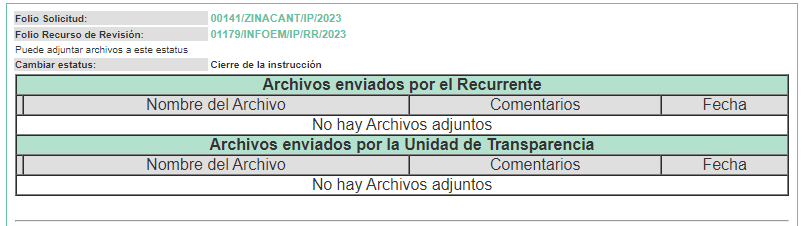 Folio Solicitud: 00141/ZINACANT/IP/2023
Folio Recurso de Revisión: 01179/INFOEM/IP/RR/2023
Puede adjuntar archivos a este estatus
Cambiar estatus: Cierre de la instrucción
Archivos enviados por el Recurrente
Nombre del Archivo Comentarios Fecha
No hay Archivos adjuntos
Archivos enviados por la Unidad de Transparencia
Nombre del Archivo Comentarios Fecha
No hay Archivos adjuntos